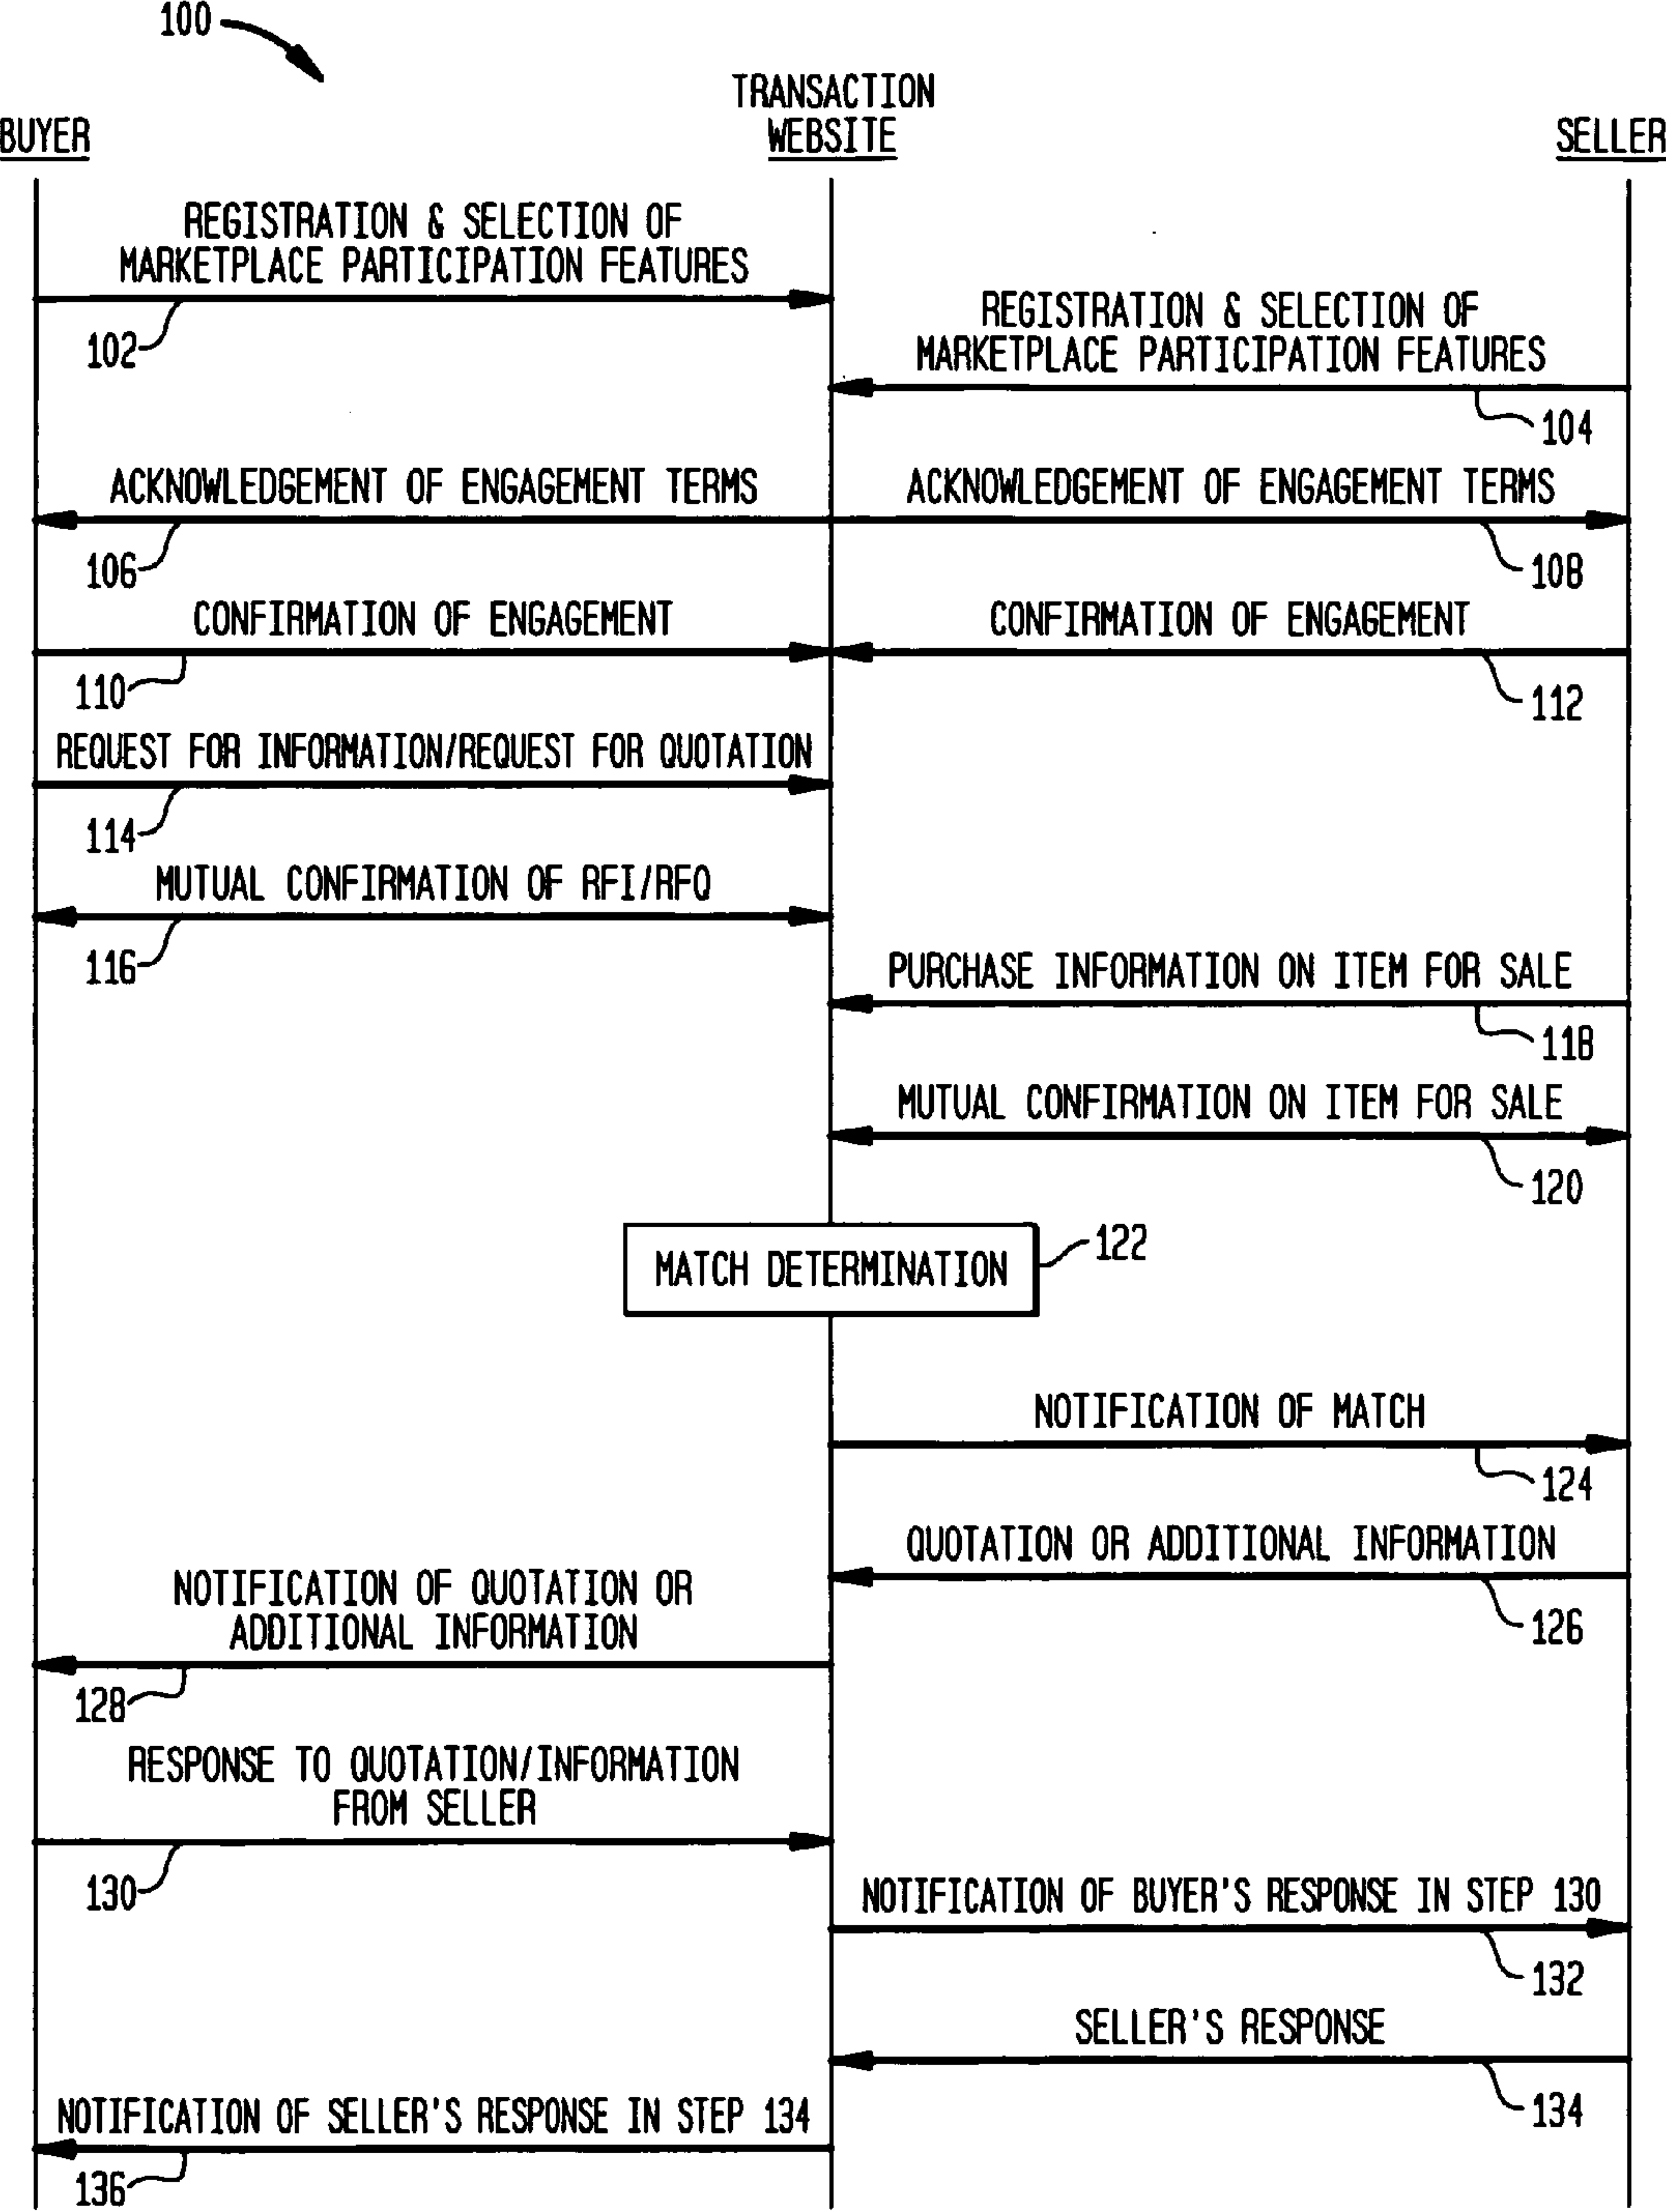 100
TRANSACTION
BUYER
WEBSITE
SELLER
REGISTRATION & SELECTION OF
MARKETPLACE PARTICIPATION FEATURES
102
REGISTRATION & SELECTION OF
MARKETPLACE PARTICIPATION FEATURES
104
ACKNOWLEDGEMENT OF ENGAGEMENT TERMS
106
ACKNOWLEDGEMENT OF ENGAGEMENT TERMS
108
CONFIRMATION OF ENGAGEMENT
110
CONFIRMATION OF ENGAGEMENT
112
REQUEST FOR INFORMATION/REQUEST FOR QUOTATION
114
MUTUAL CONFIRMATION OF RFI/RFQ
116
PURCHASE INFORMATION ON ITEM FOR SALE
118
MUTUAL CONFIRMATION ON ITEM FOR SALE
120
MATCH DETERMINATION
122
NOTIFICATION OF MATCH
124
QUOTATION OR ADDITIONAL INFORMATION
126
NOTIFICATION OF QUOTATION OR
ADDITIONAL INFORMATION
128
RESPONSE TO QUOTATION/INFORMATION
FROM SELLER
130
NOTIFICATION OF BUYER'S RESPONSE IN STEP 130
132
SELLER'S RESPONSE
134
NOTIFICATION OF SELLER'S RESPONSE IN STEP 134
136